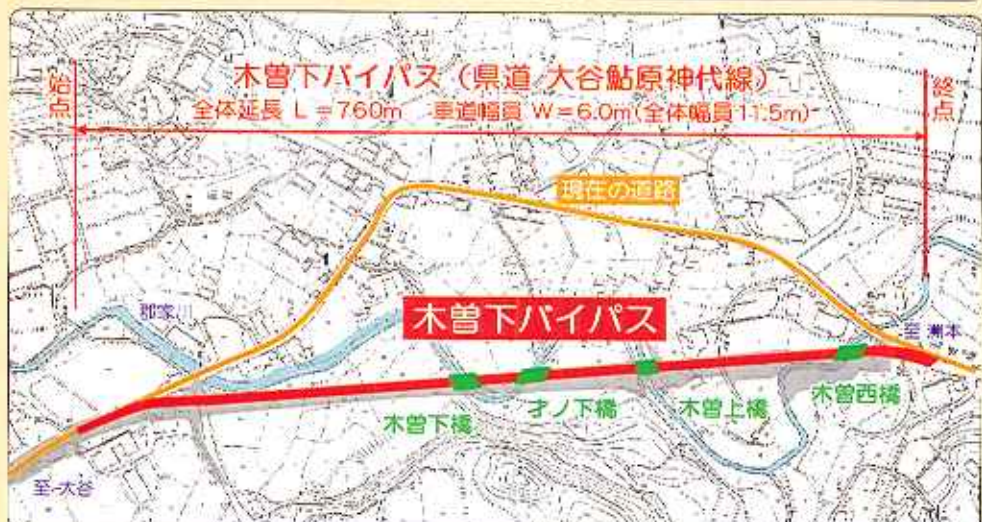 木曽下バイパス（県道 大谷鮎原神代線）
全体延長 L＝760m　車道幅員 W＝6.0m(全体幅員11.5m)
始点
終点
現在の道路
郡家川
木曽下バイパス
至 洲本
木曽下橋
才ノ下橋
木曽上橋
木曽西橋
至 大谷